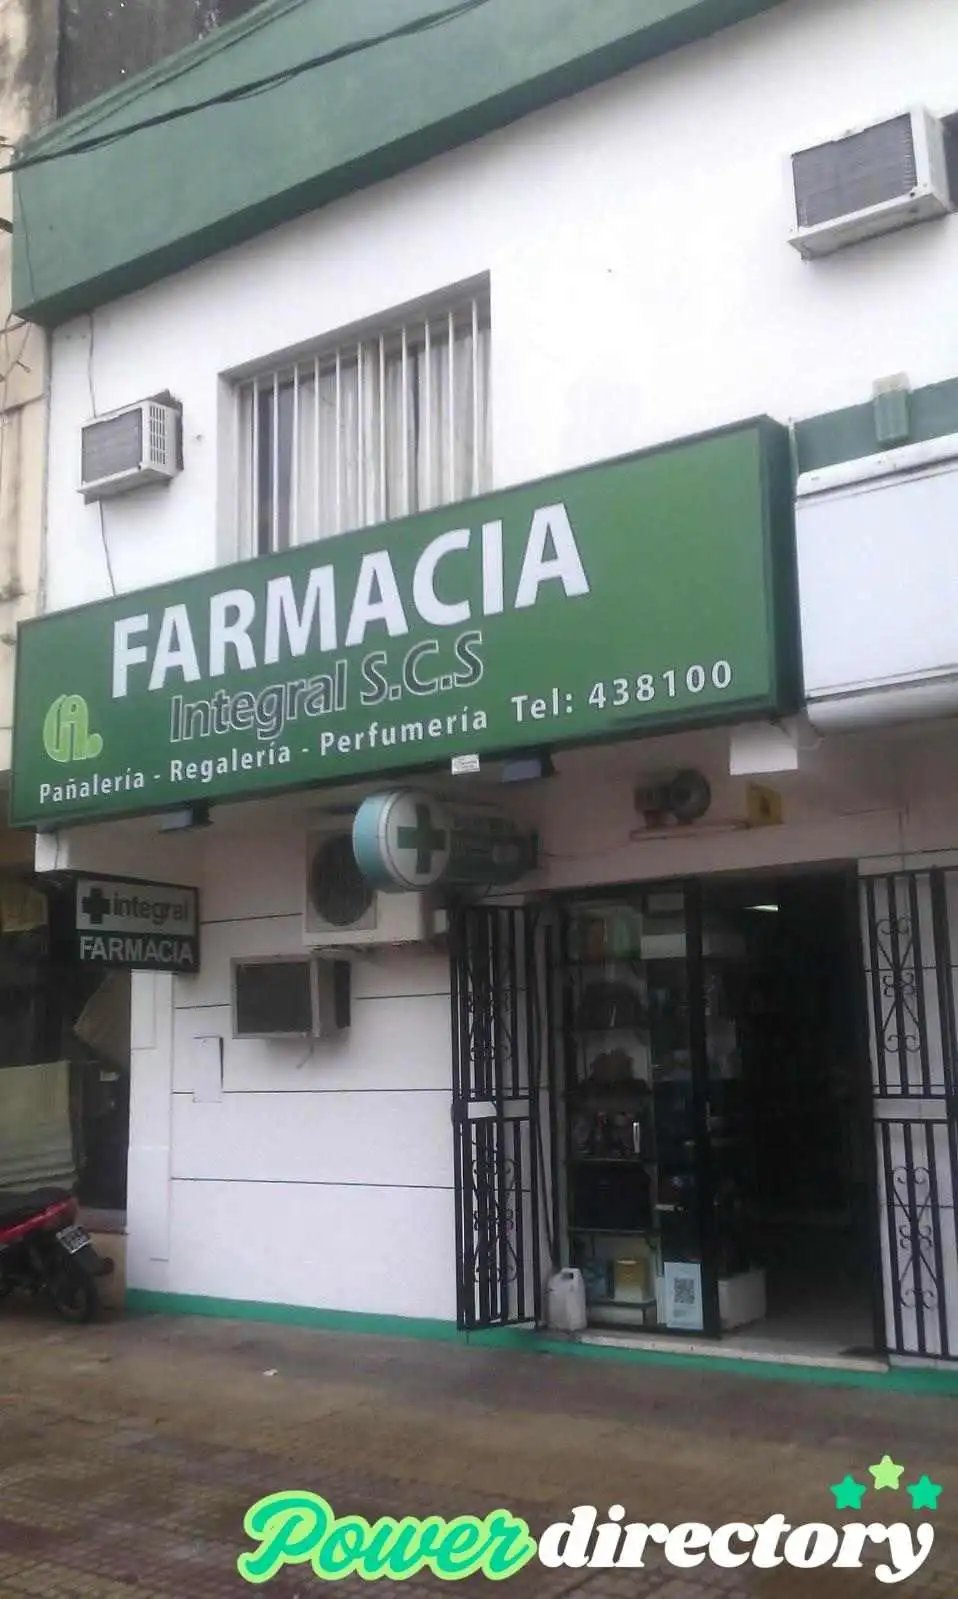 FARMACIA
Integral S.C.S
Pañalería - Regalería - Perfumería Tel: 438100
integral
FARMACIA
Powerdirectory